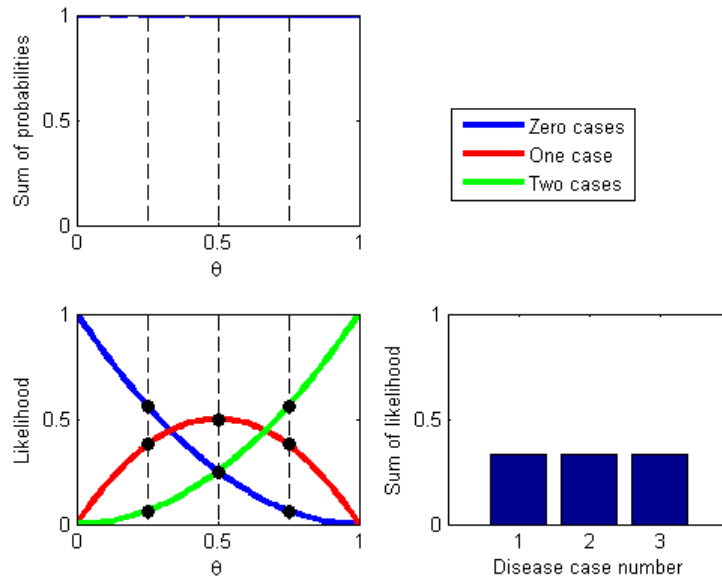 1
0.5
0
Sum of probabilities
0
0.5
1
θ
Zero cases
One case
Two cases
1
0.5
0
Likelihood
0
0.5
1
θ
1
0.5
0
Sum of likelihood
1
2
3
Disease case number